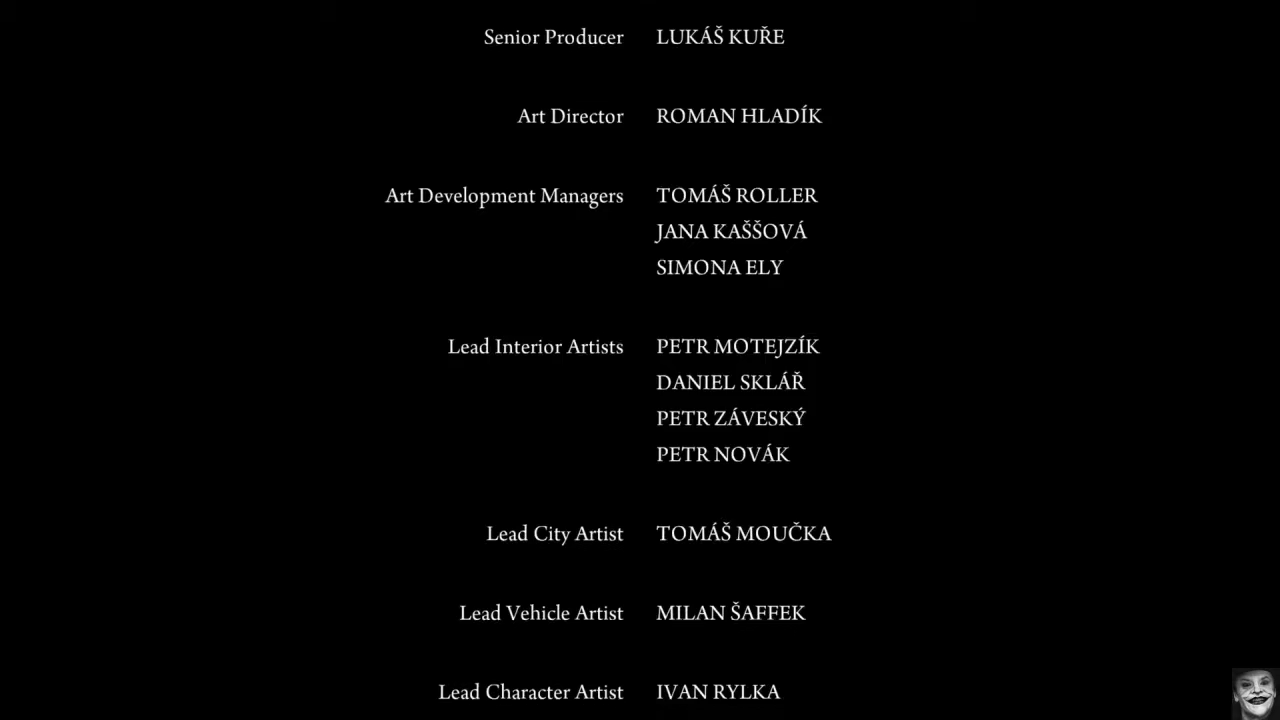 Senior Producer LUKÁŠ KUŘE
Art Director ROMAN HLADÍK
Art Development Managers TOMÁŠ ROLLER
JANA KAŠŠOVÁ
SIMONA ELY
Lead Interior Artists PETR MOTEJZÍK
DANIEL SKLÁŘ
PETR ZÁVESKÝ
PETR NOVÁK
Lead City Artist TOMÁŠ MOUČKA
Lead Vehicle Artist MILAN ŠAFFEK
Lead Character Artist IVAN RYLKA